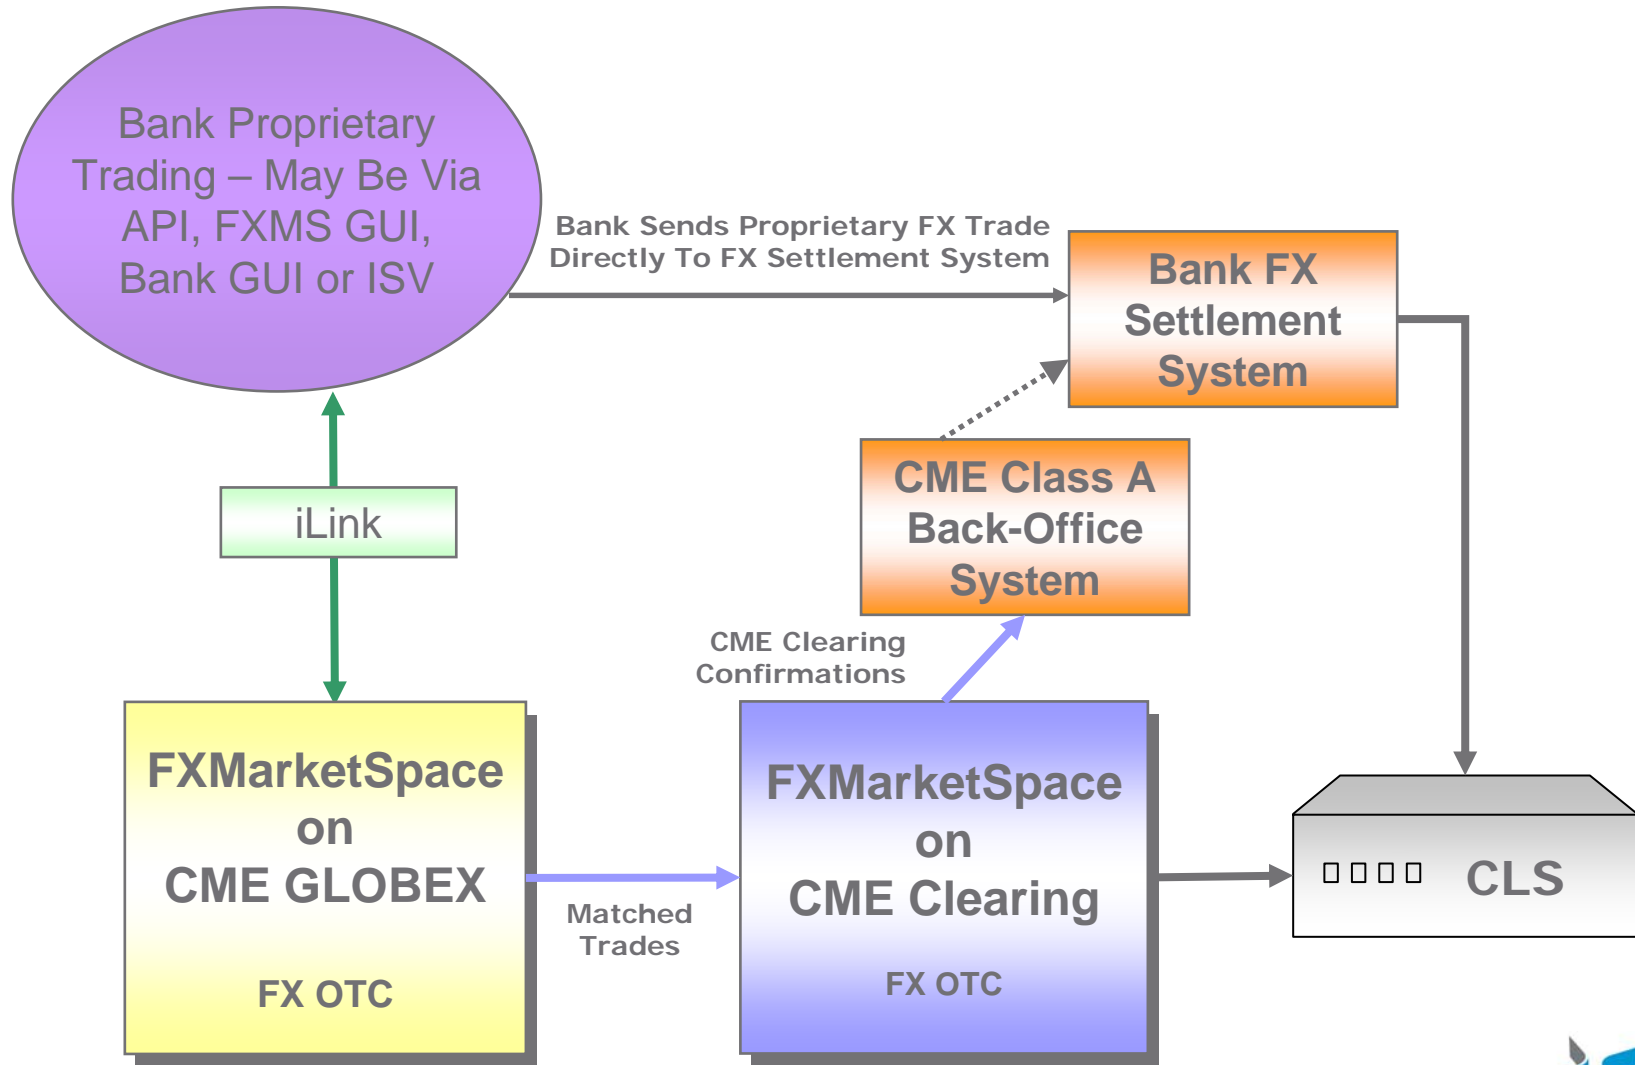 Bank Proprietary
Trading – May Be Via
API, FXMS GUI,
Bank GUI or ISV
Bank Sends Proprietary FX Trade
Directly To FX Settlement System
Bank FX
Settlement
System
CME Class A
Back-Office
System
iLink
CME Clearing
Confirmations
FXMarketSpace
on
CME GLOBEX
FX OTC
Matched
Trades
FXMarketSpace
on
CME Clearing
FX OTC
CLS